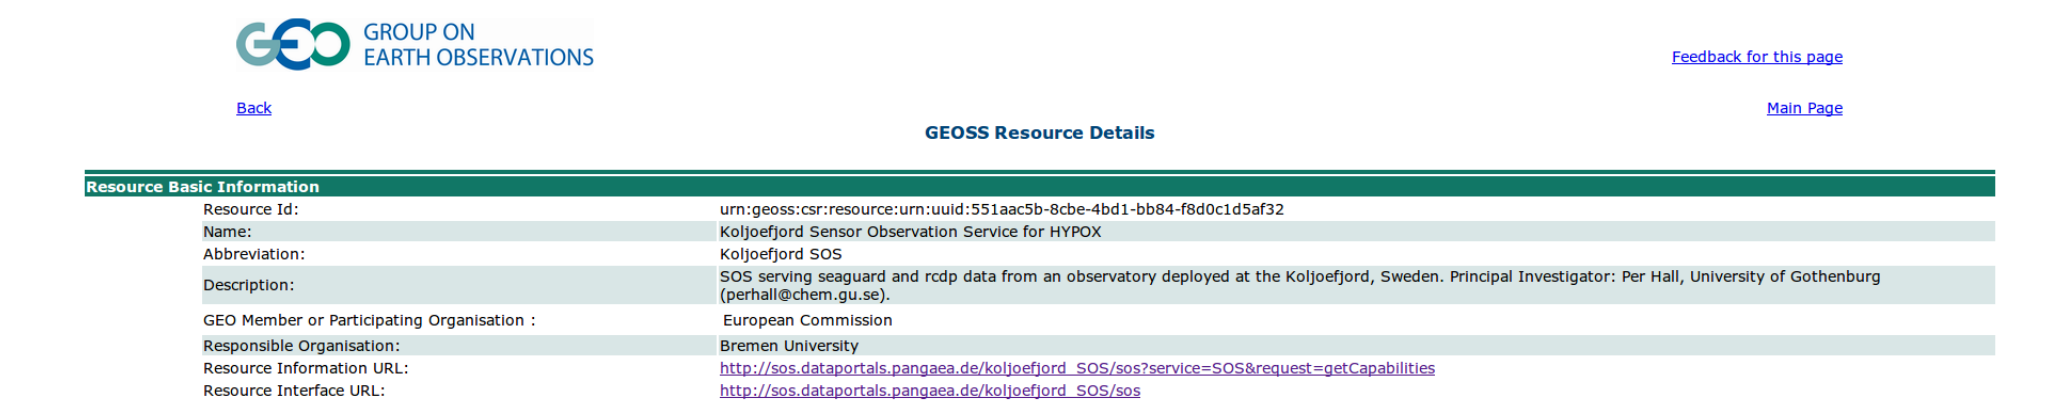 GEO GROUP ON
EARTH OBSERVATIONS
Feedback for this page
Back
Main Page
GEOSS Resource Details
Resource Basic Information
Resource Id: urn:geoss:csr:resource:urn:uuid:551aac5b-8cbe-4bd1-bb84-f8d0c1d5af32
Name: Koljoefjord Sensor Observation Service for HYPOX
Abbreviation: Koljoefjord SOS
Description: SOS serving seaguard and rcdp data from an observatory deployed at the Koljoefjord, Sweden. Principal Investigator: Per Hall, University of Gothenburg
(perhall@chem.gu.se).
GEO Member or Participating Organisation : European Commission
Responsible Organisation: Bremen University
Resource Information URL: http://sos.dataportals.pangaea.de/koljoefjord_SOS/sos?service=SOS&request=getCapabilities
Resource Interface URL: http://sos.dataportals.pangaea.de/koljoefjord_SOS/sos